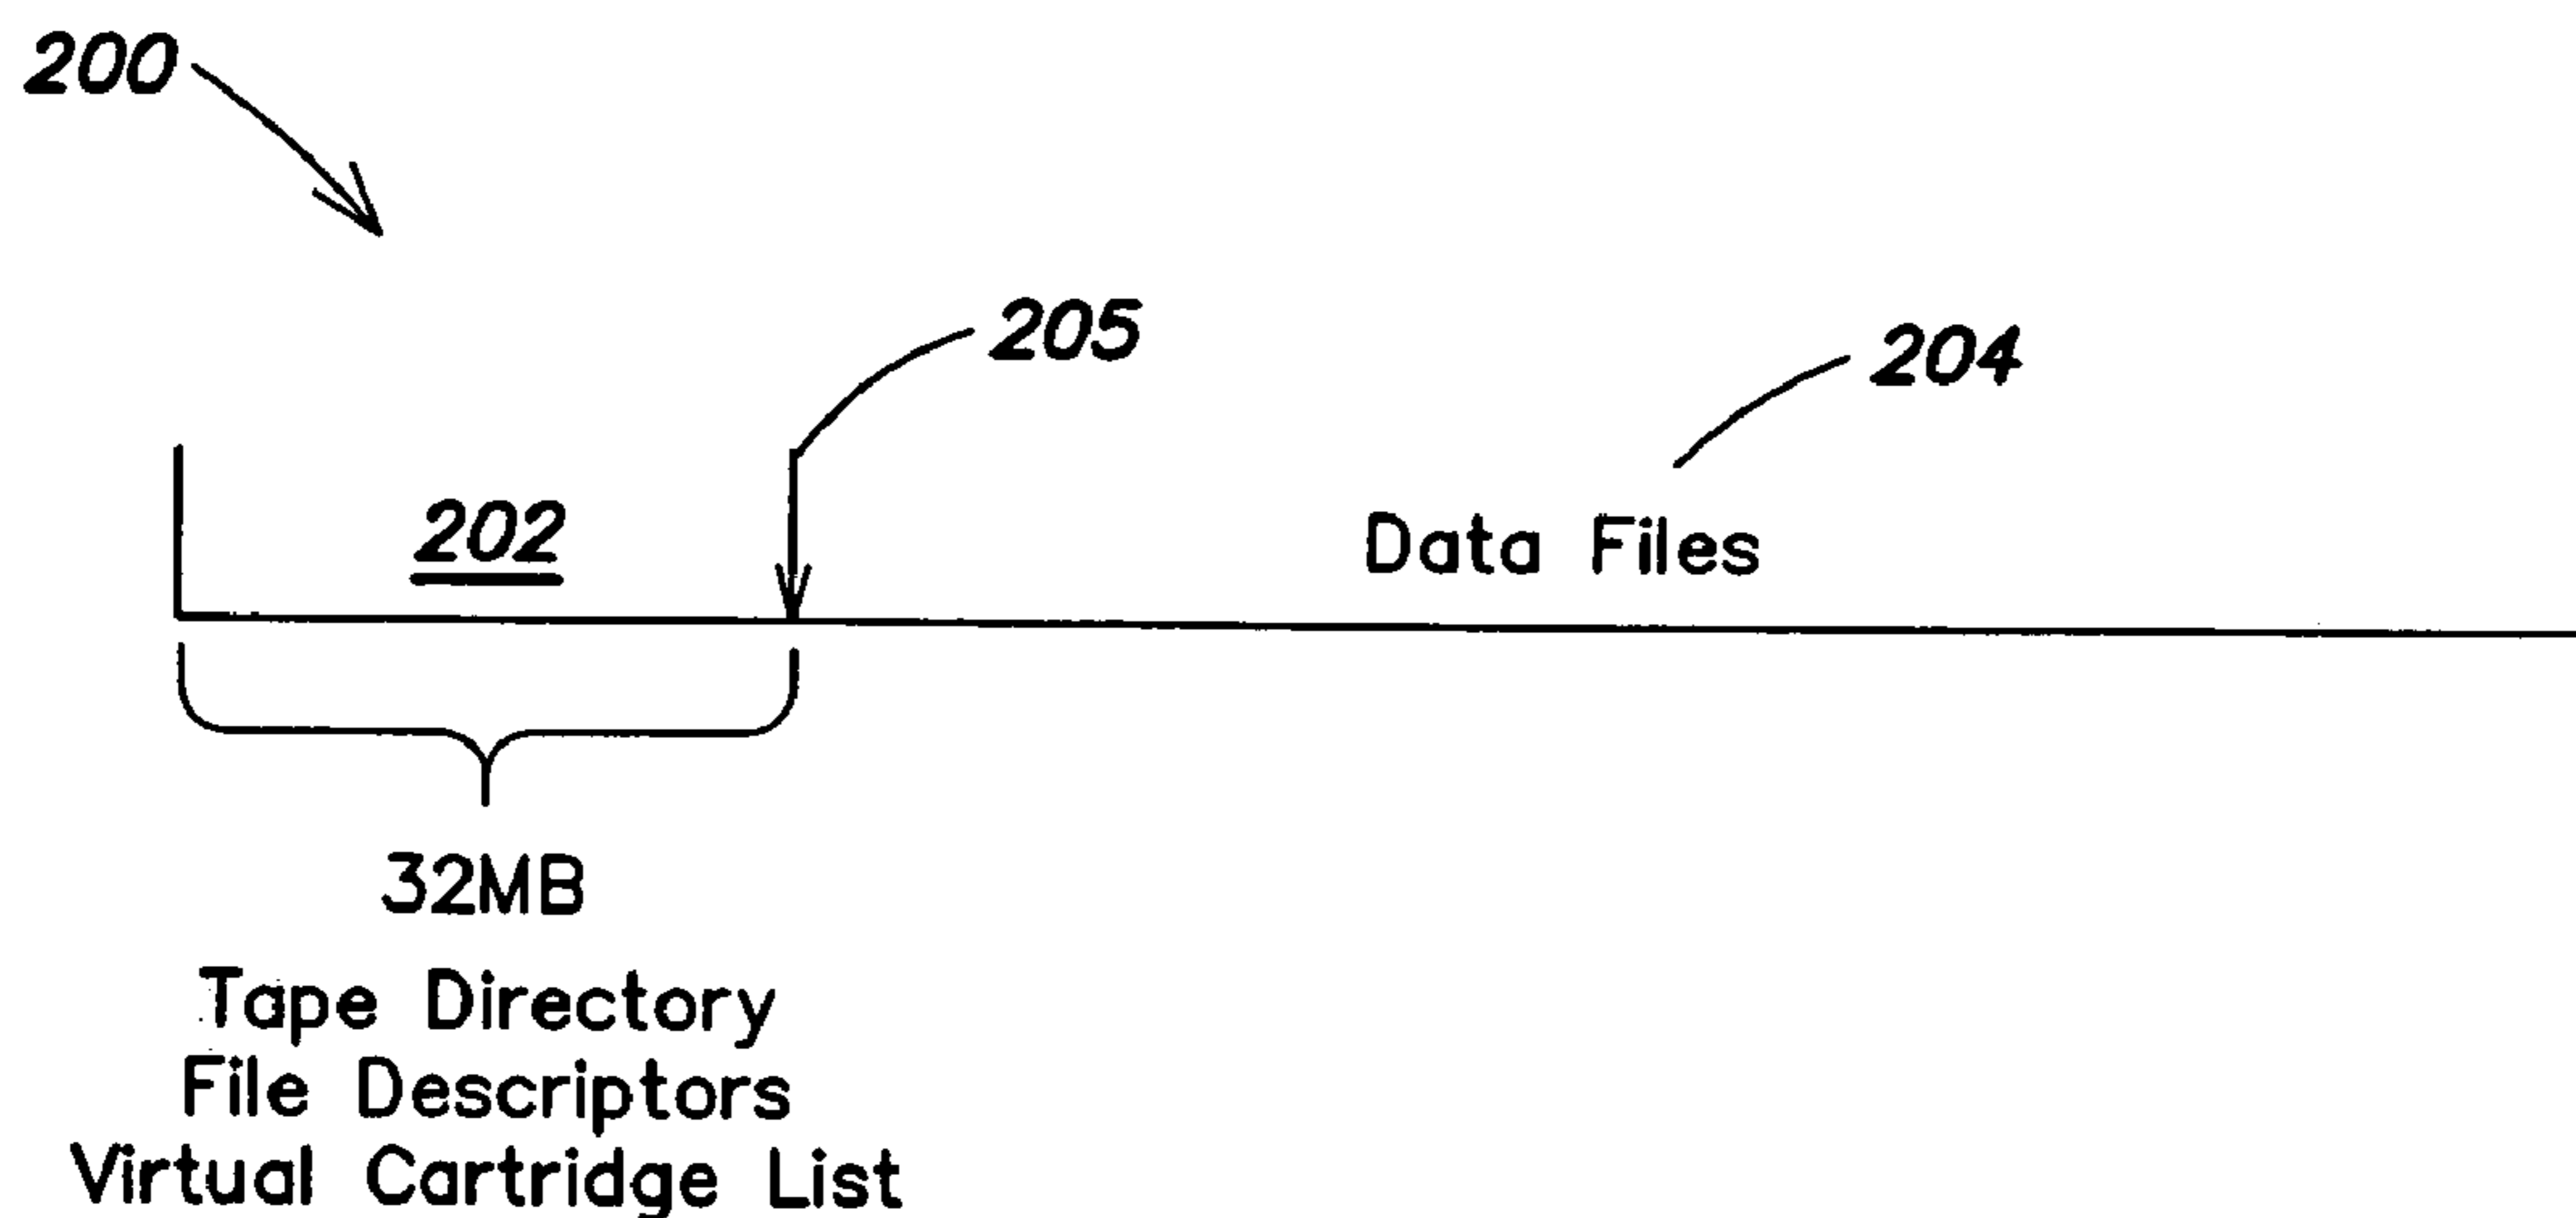 200
205
204
202
Data Files
32MB
Tape Directory
File Descriptors
Virtual Cartridge List